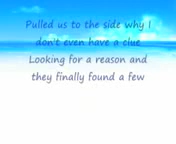 Pulled us to the side why I
don't even have a clue
Looking for a reason and
they finally found a few